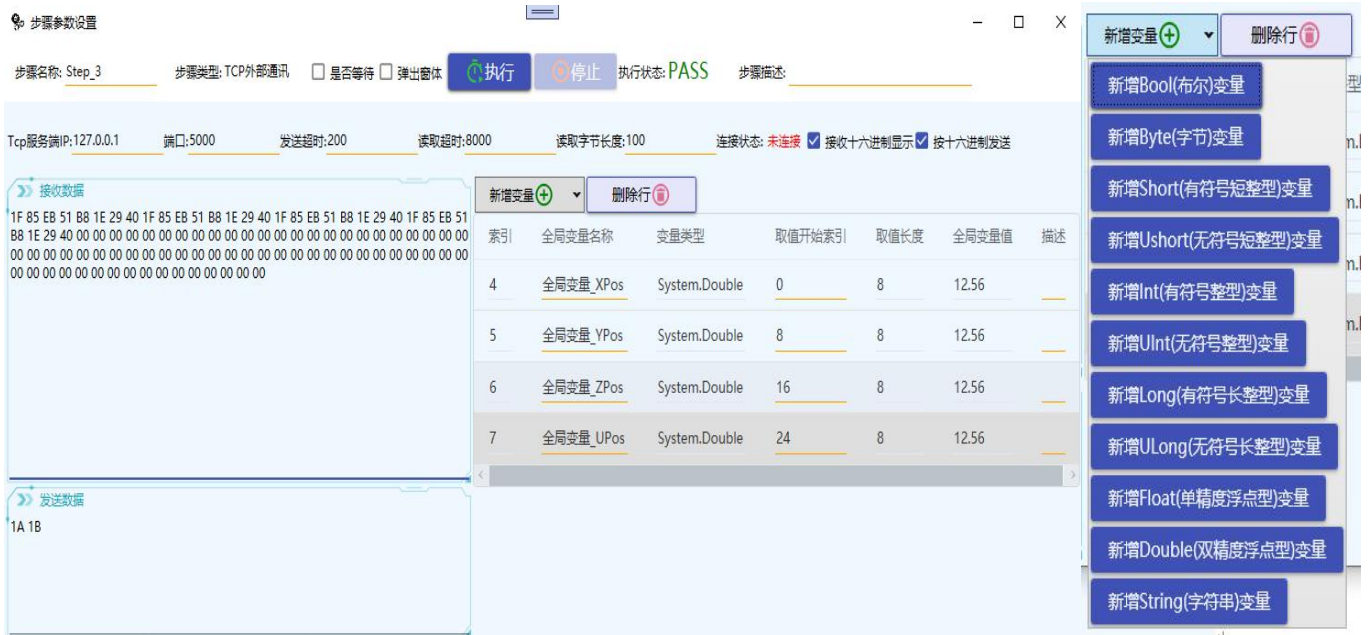 步骤参数设置
步骤名称: Step_3 步骤类型: TCP外部通讯 是否等待 弹出窗体 执行 停止 执行状态: PASS 步骤描述:
Tcp服务端IP:127.0.0.1 端口:5000 发送超时:200 读取超时:8000 读取字节长度:100 连接状态: 未连接 接收十六进制显示 按十六进制发送
接收数据
1F 85 EB 51 B8 1E 29 40 1F 85 EB 51 B8 1E 29 40 1F 85 EB 51 B8 1E 29 40 1F 85 EB 51
B8 1E 29 40 00 00 00 00 00 00 00 00 00 00 00 00 00 00 00 00 00 00 00 00 00 00 00 00
00 00 00 00 00 00 00 00 00 00 00 00 00 00 00 00 00 00 00 00 00 00 00 00 00 00 00 00
00 00 00 00 00 00 00 00 00 00 00 00 00 00 00 00
新增变量 删除行
索引 全局变量名称 变量类型 取值开始索引 取值长度 全局变量值 描述
4 全局变量_XPos System.Double 0 8 12.56
5 全局变量_YPos System.Double 8 8 12.56
6 全局变量_ZPos System.Double 16 8 12.56
7 全局变量_UPos System.Double 24 8 12.56
发送数据
1A 1B
新增变量 删除行
新增Bool(布尔)变量
新增Byte(字节)变量
新增Short(有符号短整型)变量
新增Ushort(无符号短整型)变量
新增Int(有符号整型)变量
新增UInt(无符号整型)变量
新增Long(有符号长整型)变量
新增ULong(无符号长整型)变量
新增Float(单精度浮点型)变量
新增Double(双精度浮点型)变量
新增String(字符串)变量